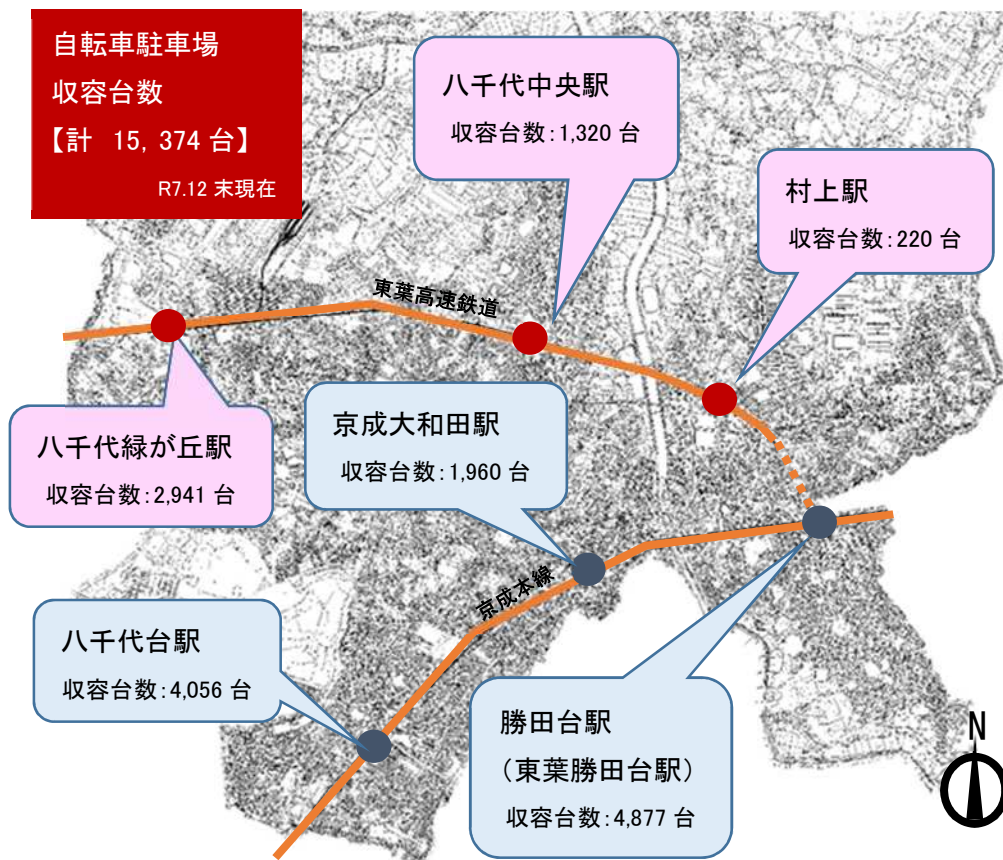 自転車駐車場
収容台数
【計 15,374 台】
R7.12 末現在
八千代中央駅
収容台数:1,320 台
村上駅
収容台数:220 台
東葉高速鉄道
八千代緑が丘駅
収容台数:2,941 台
京成大和田駅
収容台数:1,960 台
京成本線
八千代台駅
収容台数:4,056 台
勝田台駅
(東葉勝田台駅)
収容台数:4,877 台
N